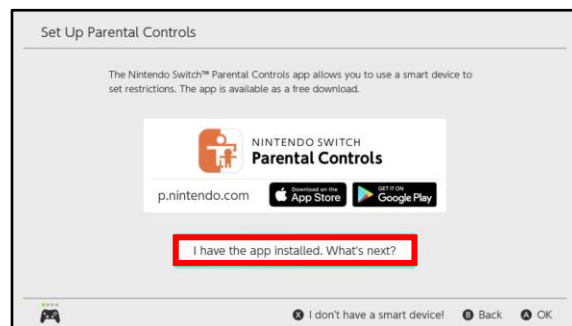 Set Up Parental Controls
The Nintendo Switch™ Parental Controls app allows you to use a smart device to
set restrictions. The app is available as a free download.
NINTENDO SWITCH
Parental Controls
p.nintendo.com
Download on the
App Store
GET IT ON
Google Play
I have the app installed. What's next?
X I don't have a smart device!
B Back
A OK